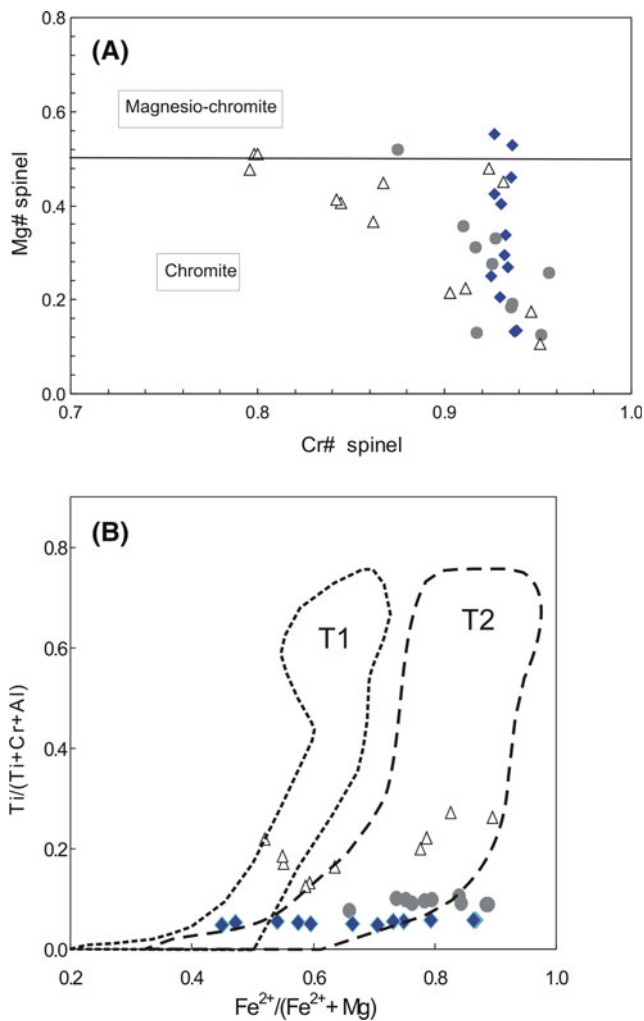 0.8
(A)
Magnesio-chromite
0.6
Mg# spinel
0.4
Chromite
0.2
0.0
0.7 0.8 0.9 1.0
Cr# spinel
(B)
0.8
T1 T2
0.6
Ti/(Ti+Cr+Al)
0.4
0.2
0.0
0.2 0.4 0.6 0.8 1.0
Fe²⁺/(Fe²⁺+Mg)